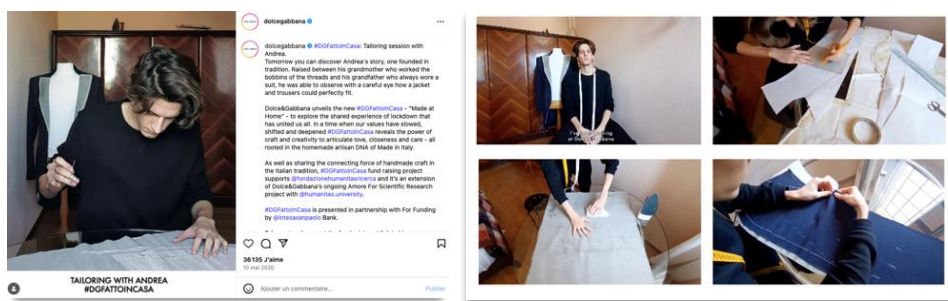 dolcegabbana
dolcegabbana #DGFattoInCasa: Tailoring session with
Andrea.
Tomorrow you can discover Andrea's story, one founded in
tradition. Raised between his grandmother who worked the
bobbins of the threads and his grandfather who always wore a
suit, he was able to observe with a careful eye how a jacket
and trousers could perfectly fit.
Dolce&Gabbana unveils the new #DGFattoInCasa - "Made at
Home" - to explore the shared experience of lockdown that
has united us all. In a time when our values have slowed,
shifted and deepened #DGFattoInCasa reveals the power of
craft and creativity to articulate love, closeness and care - all
rooted in the homemade artisan DNA of Made in Italy.
As well as sharing the connecting force of handmade craft in
the Italian tradition, #DGFattoInCasa fund raising project
supports @fondazionehumanitasricerca and it's an extension
of Dolce&Gabbana's ongoing Amore For Scientific Research
project with @humanitas.university.
#DGFattoInCasa is presented in partnership with For Funding
by @intesasanpaolo Bank.
36 135 J'aime
10 mai 2020
Ajouter un commentaire...
Publier
TAILORING WITH ANDREA
#DGFATTOINCASA